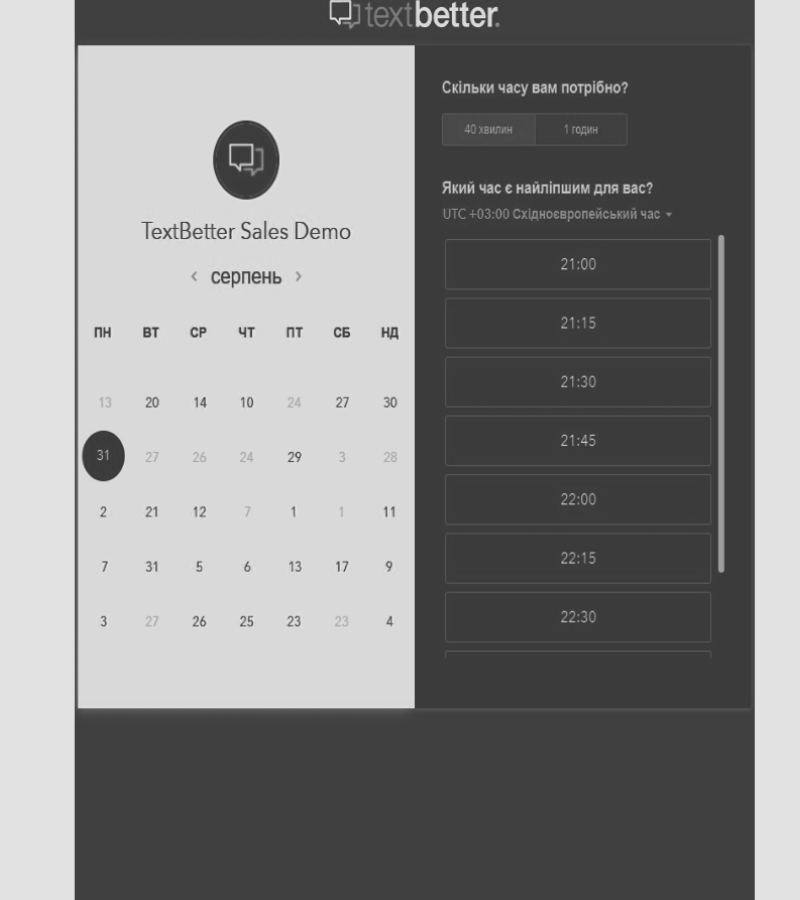 textbetter.
TextBetter Sales Demo
серпень
ПН ВТ СР ЧТ ПТ СБ НД
13 20 14 10 24 27 30
31 27 26 24 29 3 28
2 21 12 7 1 1 11
7 31 5 6 13 17 9
3 27 26 25 23 23 4
Скільки часу вам потрібно?
40 хвилин 1 годин
Який час є найліпшим для вас?
UTC +03:00 Східноєвропейський час
21:00
21:15
21:30
21:45
22:00
22:15
22:30